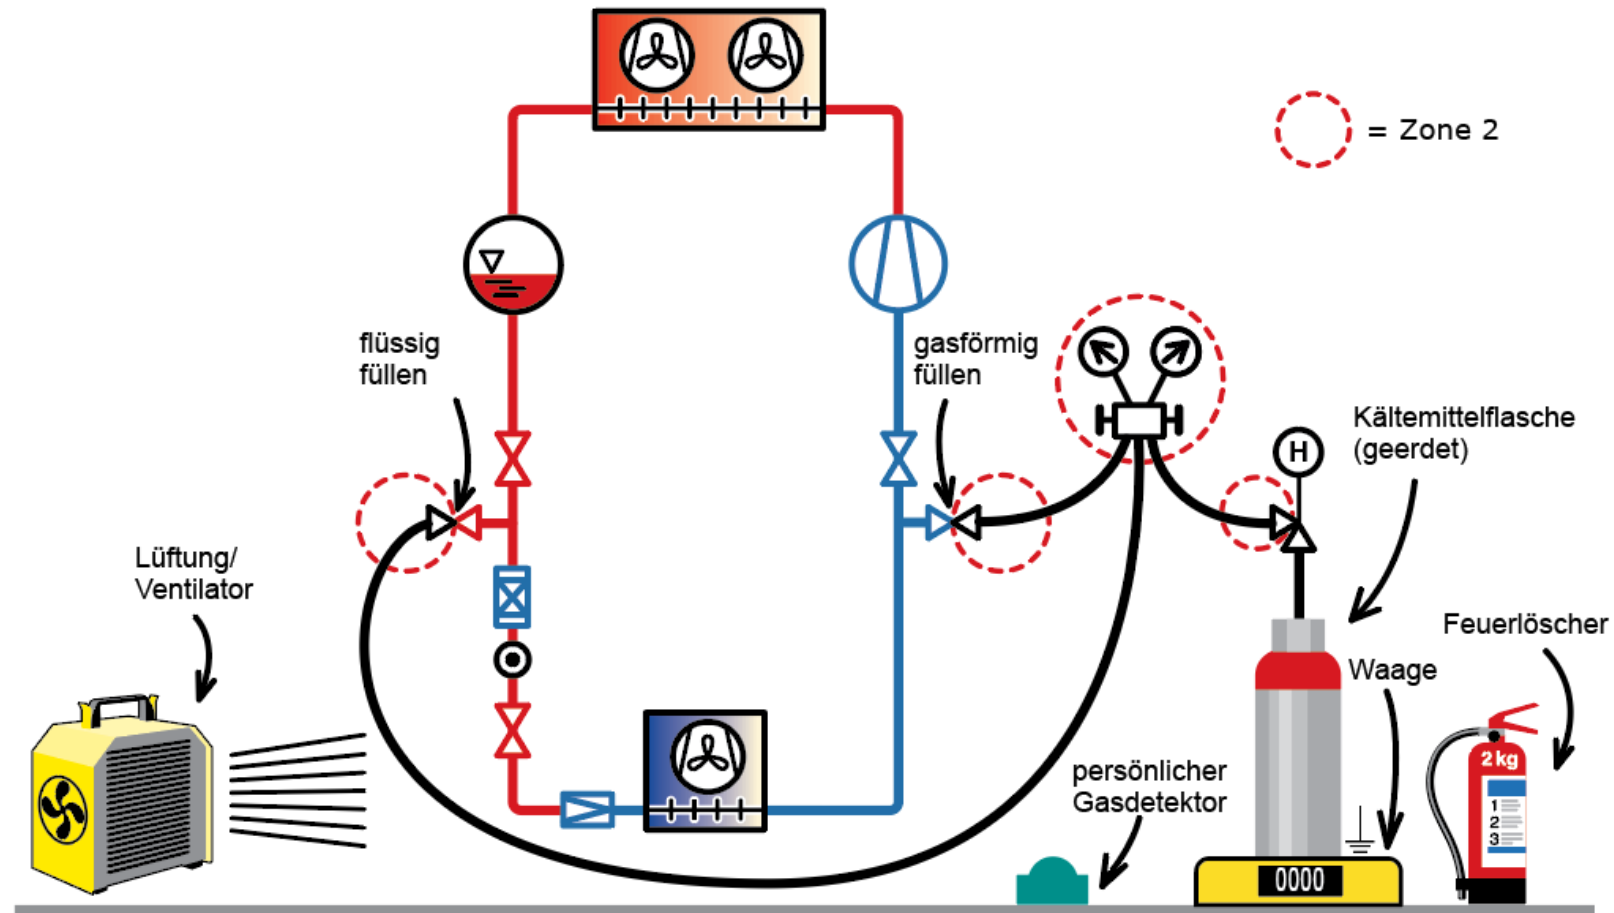 = Zone 2
flüssig
füllen
gasförmig
füllen
Kältemittelflasche
(geerdet)
H
Lüftung/
Ventilator
Feuerlöscher
Waage
persönlicher
Gasdetektor
2 kg
1
2
3
0000